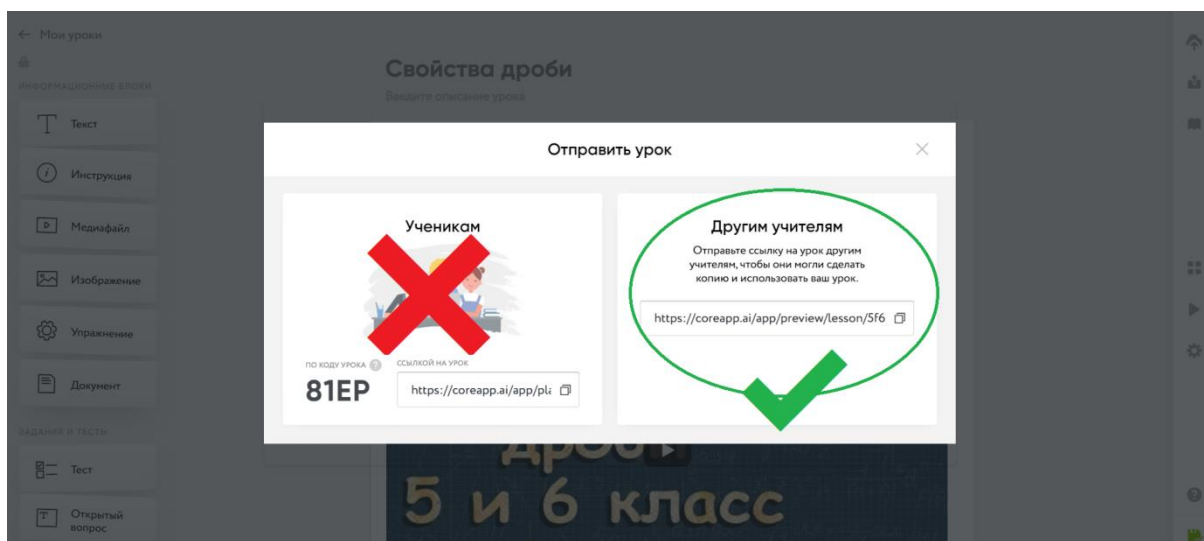 ← Мои уроки
ИНФОРМАЦИОННЫЕ БЛОКИ
Текст
Инструкция
Медиафайл
Изображение
Упражнение
Документ
ЗАДАНИЯ И ТЕСТЫ
Тест
Открытый
вопрос
Свойства дроби
Введите описание урока
Отправить урок
Ученикам
ПО КОДУ УРОКА
81EP
ССЫЛКОЙ НА УРОК
https://coreapp.ai/app/pla
Другим учителям
Отправьте ссылку на урок другим
учителям, чтобы они могли сделать
копию и использовать ваш урок.
https://coreapp.ai/app/preview/lesson/5f6
дроби
5 и 6 класс